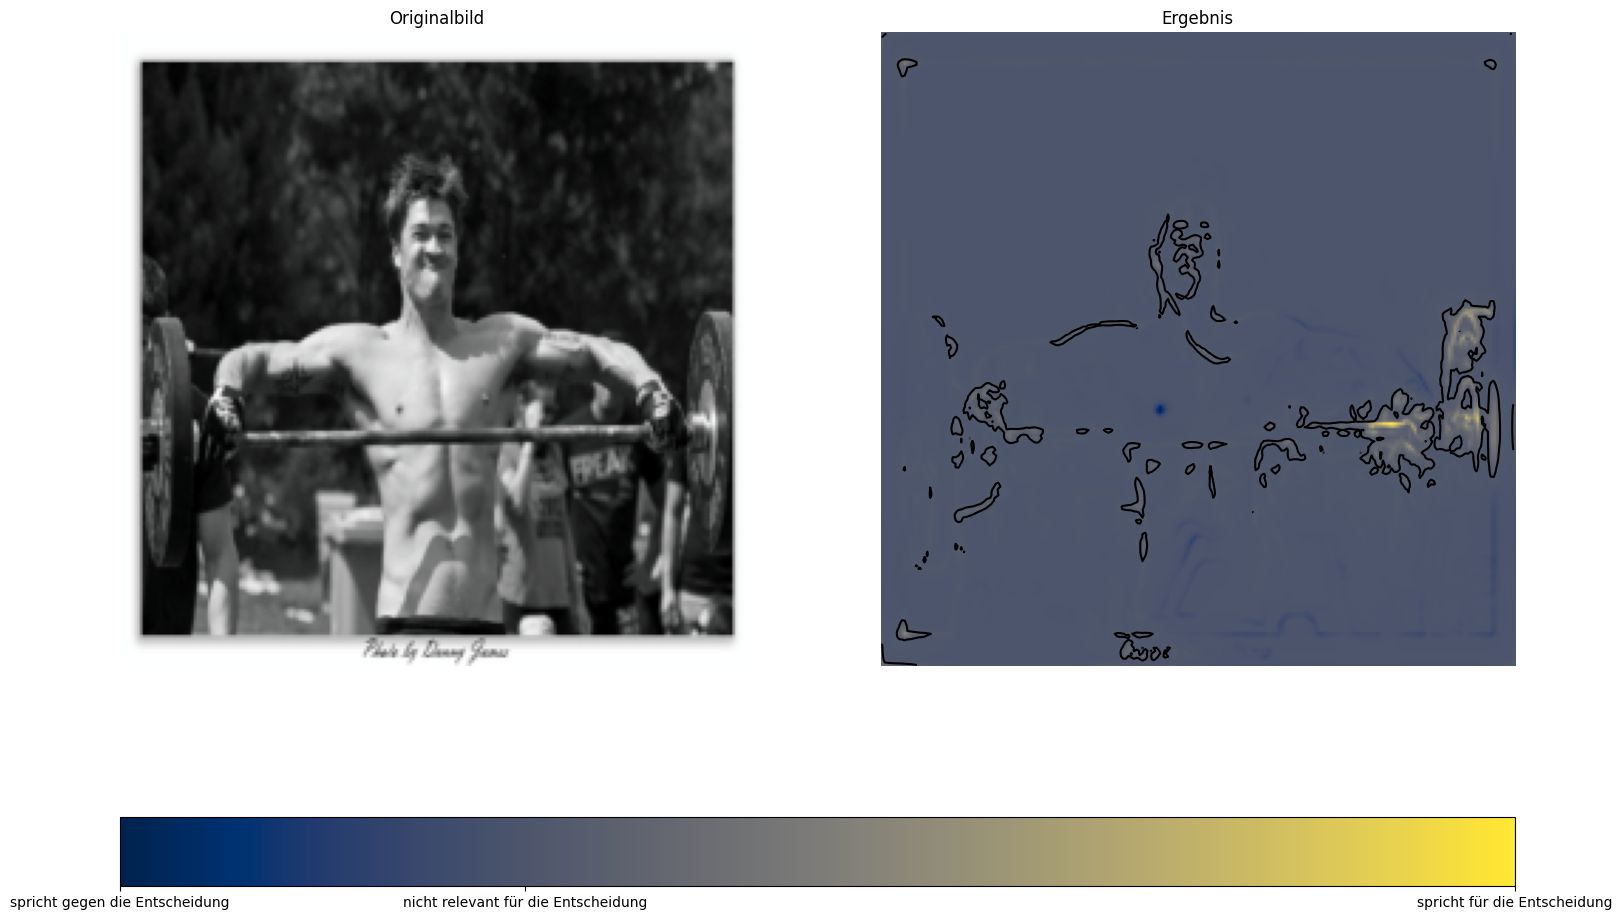 Originalbild
Ergebnis
FREAK
Photo by Danny James
spricht gegen die Entscheidung
nicht relevant für die Entscheidung
spricht für die Entscheidung